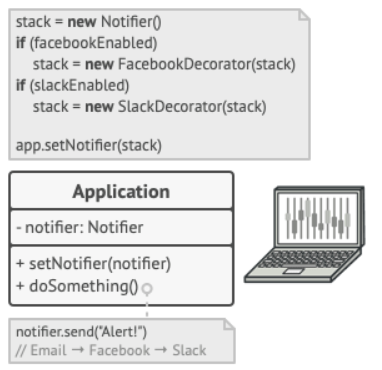 stack = new Notifier()
if (facebookEnabled)
    stack = new FacebookDecorator(stack)
if (slackEnabled)
    stack = new SlackDecorator(stack)
app.setNotifier(stack)
Application
- notifier: Notifier
+ setNotifier(notifier)
+ doSomething()
notifier.send("Alert!")
// Email → Facebook → Slack